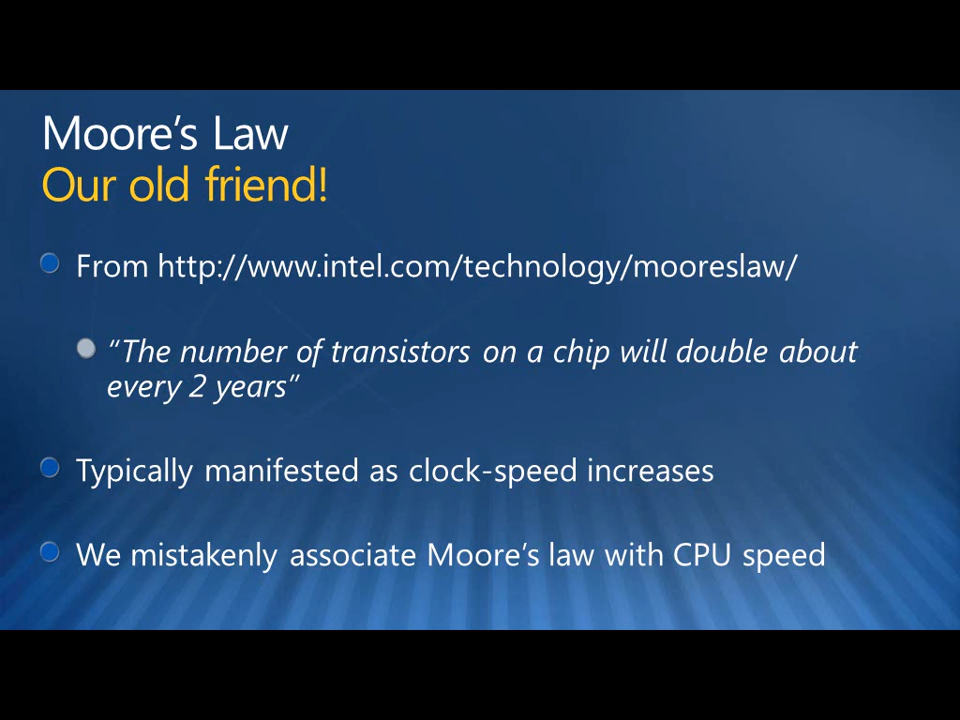 Moore’s Law
Our old friend!
From http://www.intel.com/technology/mooreslaw/
“The number of transistors on a chip will double about
every 2 years”
Typically manifested as clock-speed increases
We mistakenly associate Moore’s law with CPU speed